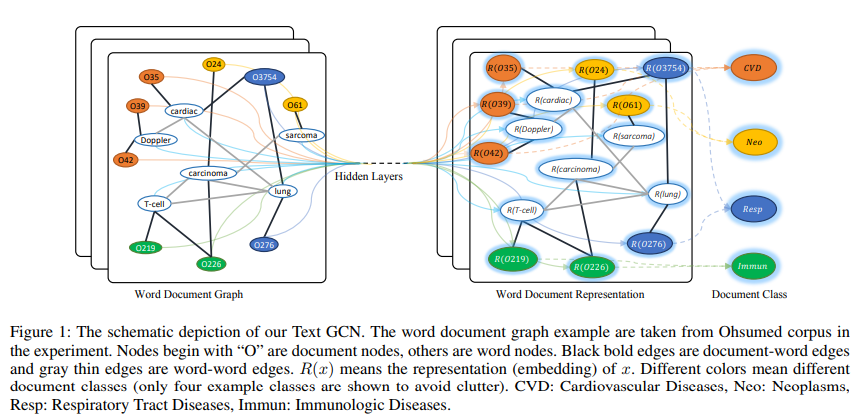 O35
O24
O3754
O39
cardiac
O61
Doppler
sarcoma
O42
carcinoma
T-cell
lung
O219
O226
O276
Word Document Graph
Hidden Layers
R(O35)
R(O24)
R(O3754)
R(O39)
R(cardiac)
R(O61)
R(Doppler)
R(sarcoma)
R(O42)
R(carcinoma)
R(T-cell)
R(lung)
R(O219)
R(O226)
R(O276)
Word Document Representation
CVD
Neo
Resp
Immun
Document Class
Figure 1: The schematic depiction of our Text GCN. The word document graph example are taken from Ohsumed corpus in
the experiment. Nodes begin with “O” are document nodes, others are word nodes. Black bold edges are document-word edges
and gray thin edges are word-word edges. R(x) means the representation (embedding) of x. Different colors mean different
document classes (only four example classes are shown to avoid clutter). CVD: Cardiovascular Diseases, Neo: Neoplasms,
Resp: Respiratory Tract Diseases, Immun: Immunologic Diseases.